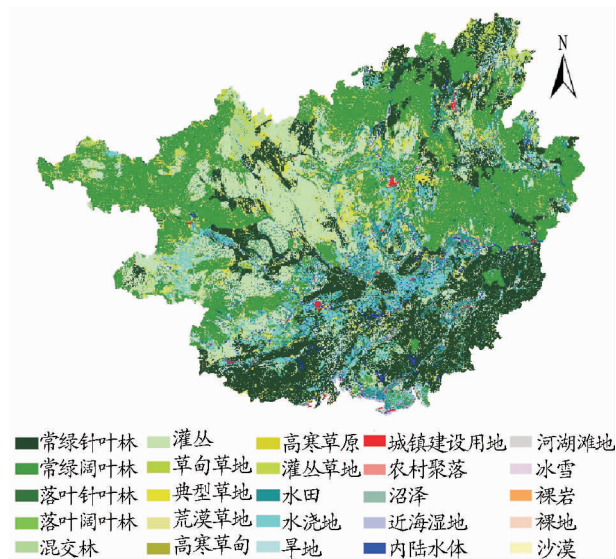 N
常绿针叶林 灌丛 高寒草原 城镇建设用地 河湖滩地
常绿阔叶林 草甸草地 灌丛草地 农村聚落 冰雪
落叶针叶林 典型草地 水田 沼泽 裸岩
落叶阔叶林 荒漠草地 水浇地 近海湿地 裸地
混交林 高寒草甸 旱地 内陆水体 沙漠